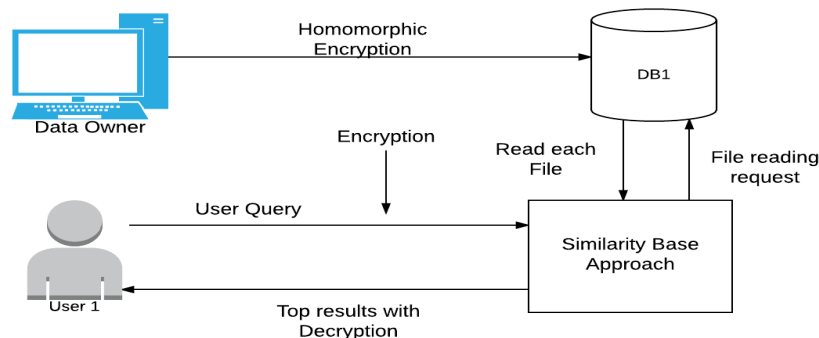 Homomorphic
Encryption
DB1
Data Owner
Encryption
Read each
File
File reading
request
User Query
Similarity Base
Approach
User 1
Top results with
Decryption